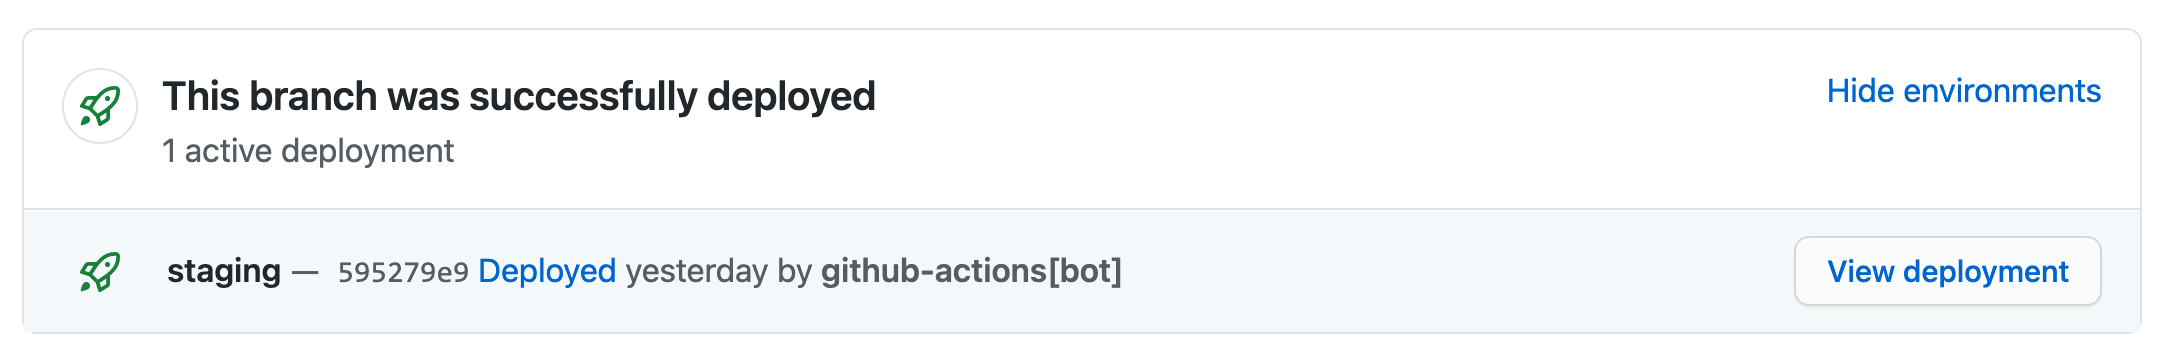 This branch was successfully deployed
Hide environments
1 active deployment
staging — 595279e9 Deployed yesterday by github-actions[bot]
View deployment